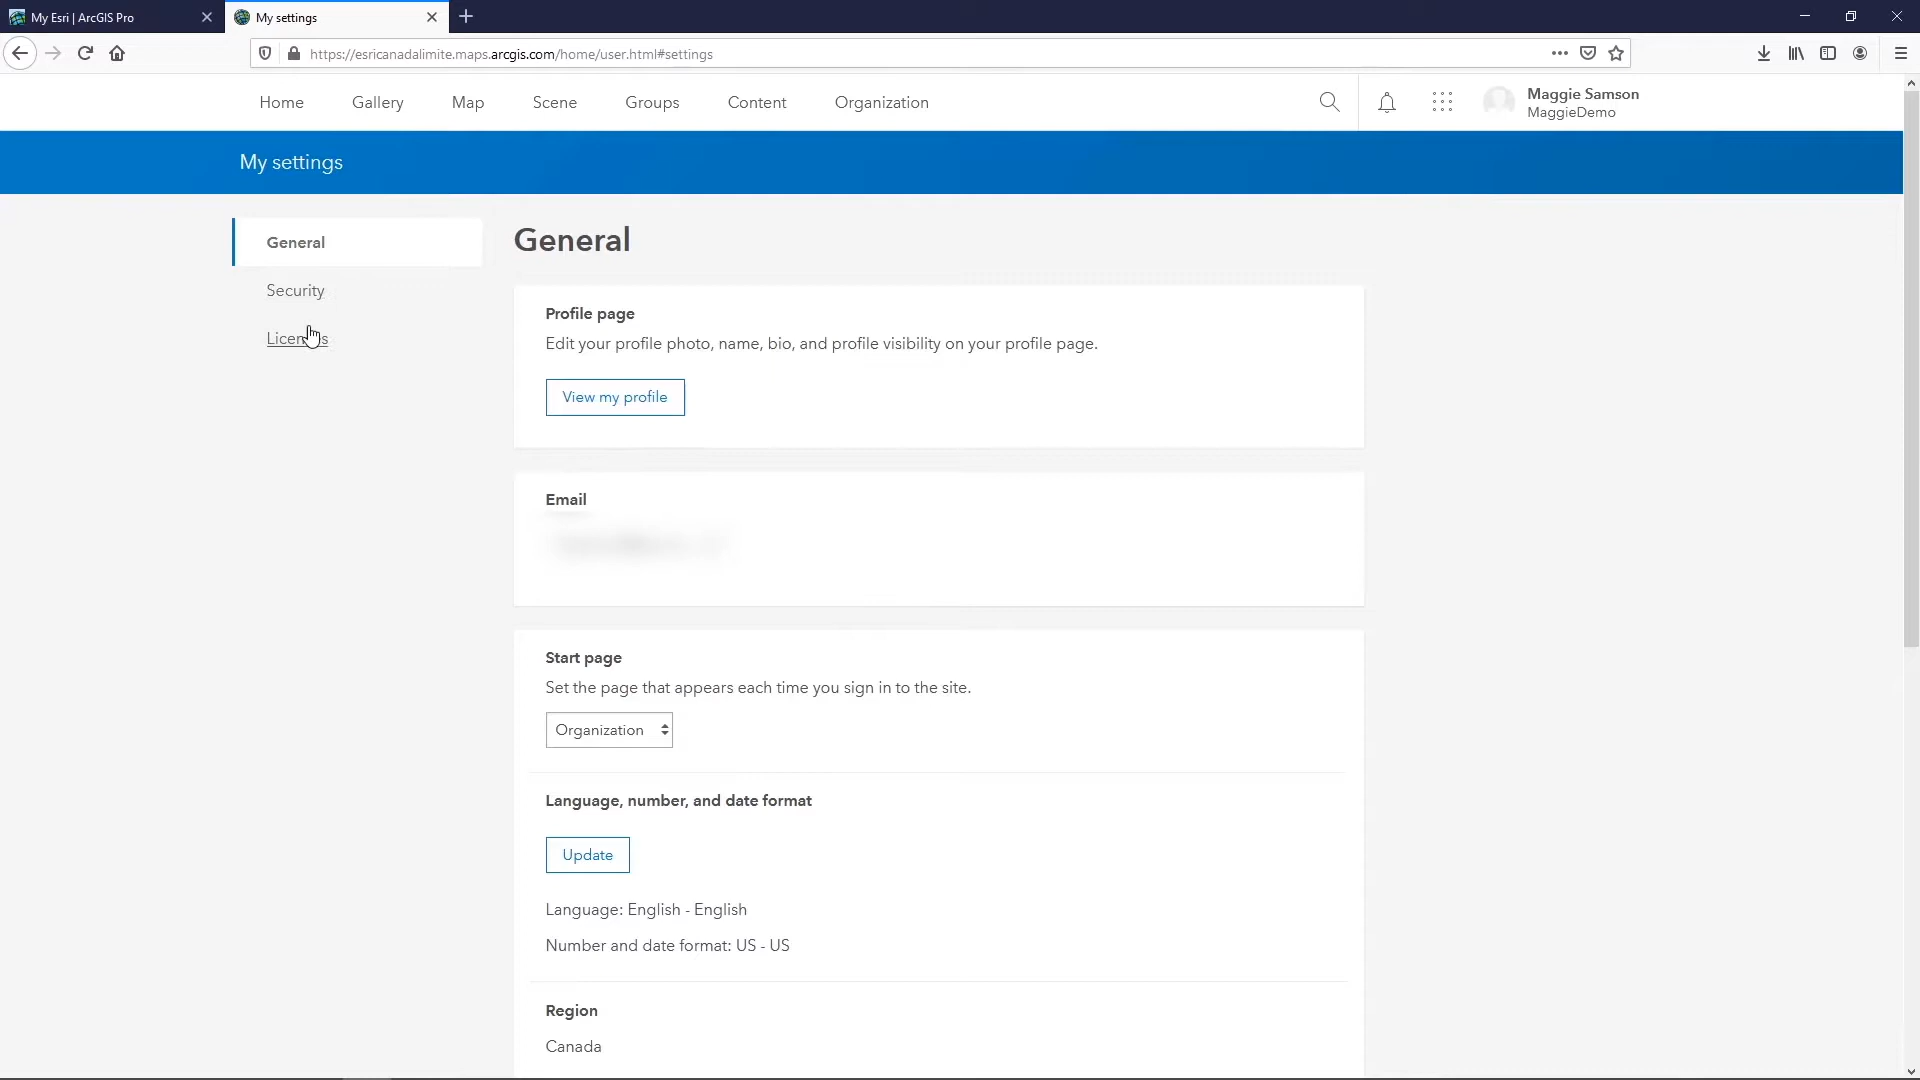 My Esri | ArcGIS Pro
My settings
https://esricanadalimite.maps.arcgis.com/home/user.html#settings
Home
Gallery
Map
Scene
Groups
Content
Organization
Maggie Samson
MaggieDemo
My settings
General
Security
Licenses
General
Profile page
Edit your profile photo, name, bio, and profile visibility on your profile page.
View my profile
Email
Start page
Set the page that appears each time you sign in to the site.
Organization
Language, number, and date format
Update
Language: English - English
Number and date format: US - US
Region
Canada